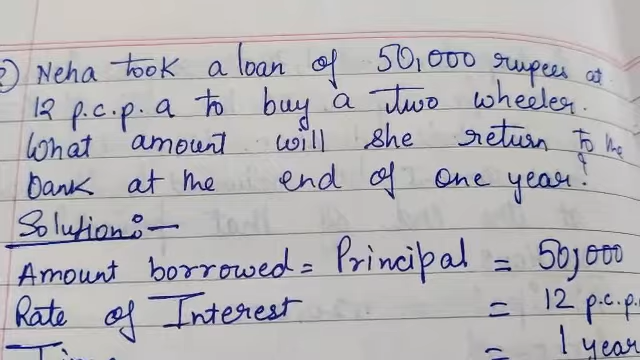 2) Neha took a loan of 50,000 rupees at
12 p.c.p.a to buy a two wheeler.
What amount will she return to the
bank at the end of one year?
Solution:-
Amount borrowed = Principal = 50,000
Rate of Interest = 12 p.c.p.
= 1 year